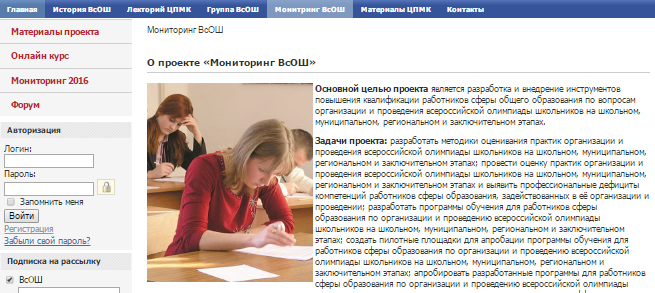 Главная История ВсОШ Лекторий ЦПМК Группа ВсОШ Монитринг ВсОШ Материалы ЦПМК Контакты
Материалы проекта
Онлайн курс
Мониторинг 2016
Форум
Авторизация
Логин:
Пароль:
Запомнить меня
Войти
Регистрация
Забыли свой пароль?
Подписка на рассылку
ВсОШ
Мониторинг ВсОШ
О проекте «Мониторинг ВсОШ»
Основной целью проекта является разработка и внедрение инструментов
повышения квалификации работников сферы общего образования по вопросам
организации и проведения всероссийской олимпиады школьников на школьном,
муниципальном, региональном и заключительном этапах.
Задачи проекта: разработать методики оценивания практик организации и
проведения всероссийской олимпиады школьников на школьном, муниципальном,
региональном и заключительном этапах; провести оценку практик организации и
проведения всероссийской олимпиады школьников на школьном, муниципальном,
региональном и заключительном этапах и выявить профессиональные дефициты
компетенций работников сферы образования, задействованных в её организации и
проведении; разработать программы обучения для работников сферы
образования по организации и проведению всероссийской олимпиады
школьников на школьном, муниципальном, региональном и заключительном
этапах; создать пилотные площадки для апробации программы обучения для
работников сферы образования по организации и проведению всероссийской
олимпиады школьников на школьном, муниципальном, региональном и
заключительном этапах; апробировать разработанные программы для работников
сферы образования по организации и проведению всероссийской олимпиады